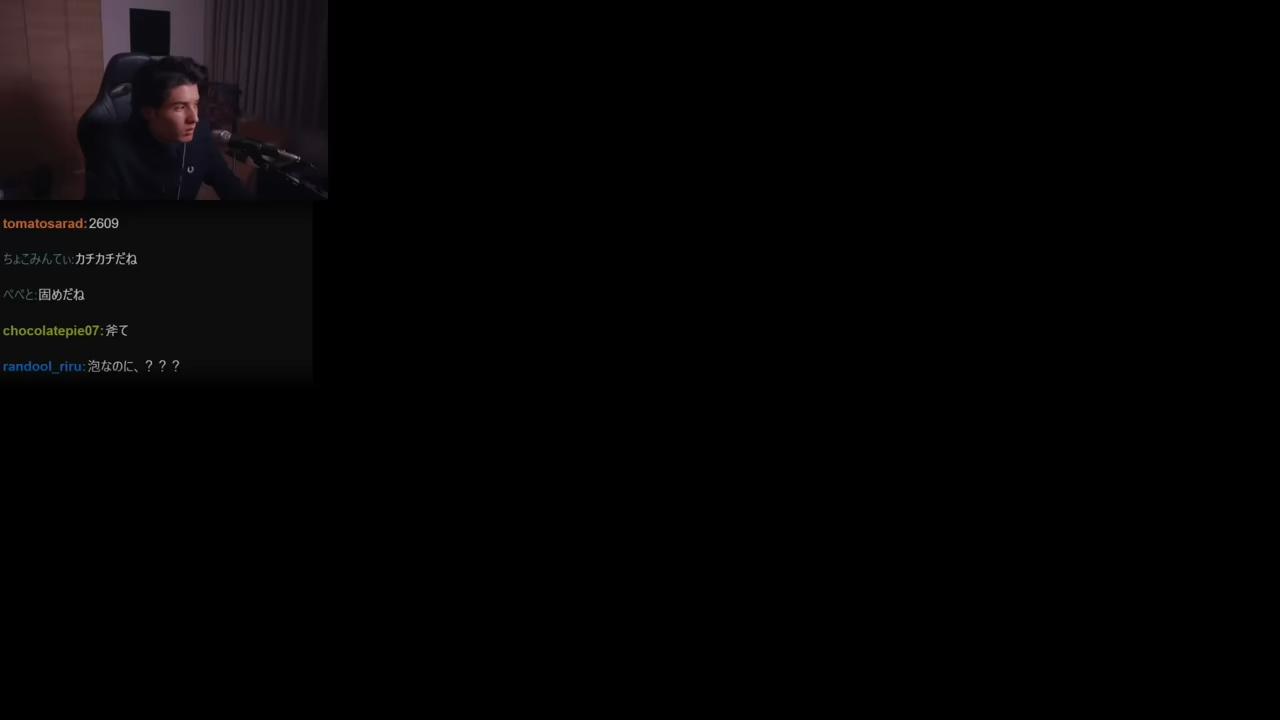 tomatosarad: 2609
ちょこみんてぃ: カチカチだね
ぺぺと: 固めだね
chocolatepie07: 斧て
randool_riru: 泡なのに、？？？